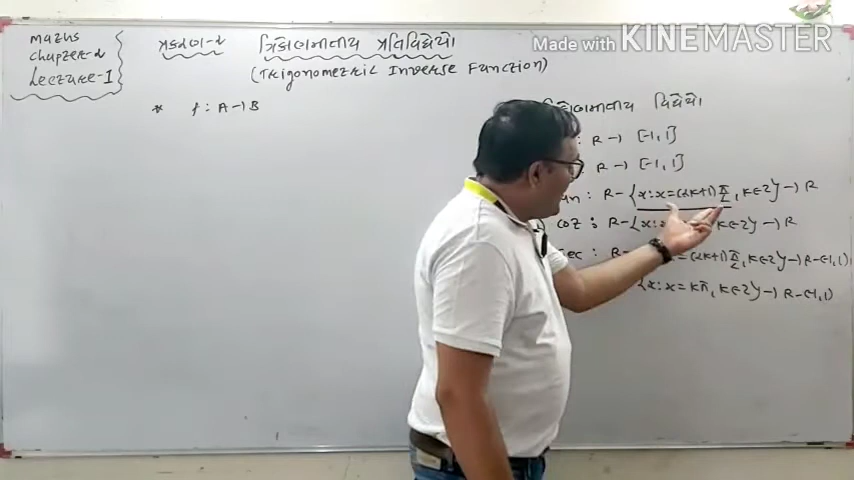 Maths
Chapter-2
Lecture-1
પ્રકરણ-૨ ત્રિકોણમિતીય પ્રતિવિધેયો
(Trigonometric Inverse Function)
* f : A→B
ત્રિકોણમિતીય વિધેયો
: R → [-1, 1]
: R → [-1, 1]
: R-{x : x=(2k+1)π/2, k∈Z} → R
cot : R-{x : k∈Z} → R
sec : R- x=(2k+1)π/2, k∈Z} → R-(-1,1)
{x : x = kπ, k∈Z} → R-(-1,1)
Made with KINEMASTER